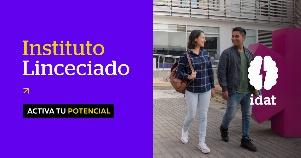 Instituto
Linceciado
ACTIVA TU POTENCIAL
idat